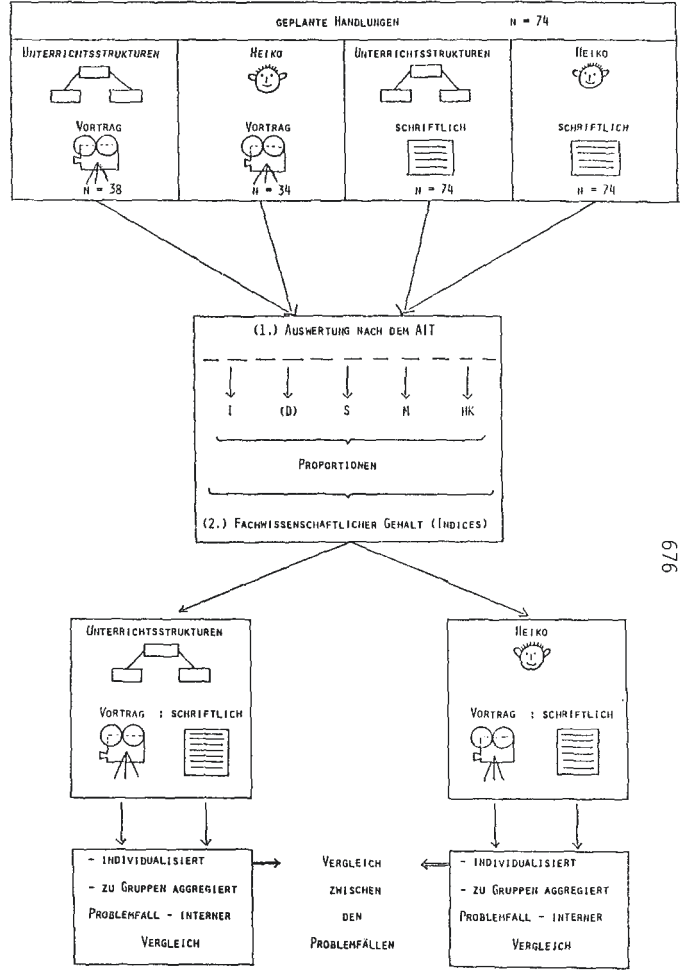 GEPLANTE HANDLUNGEN N = 74
UNTERRICHTSSTRUKTUREN
VORTRAG
N = 38
HEIKO
VORTRAG
N = 34
UNTERRICHTSSTRUKTUREN
SCHRIFTLICH
N = 74
HEIKO
SCHRIFTLICH
N = 74
(1.) AUSWERTUNG NACH DEM AIT
I (D) S M HK
PROPORTIONEN
(2.) FACHWISSENSCHAFTLICHER GEHALT (INDICES)
676
UNTERRICHTSSTRUKTUREN
VORTRAG : SCHRIFTLICH
HEIKO
VORTRAG : SCHRIFTLICH
- INDIVIDUALISIERT
- ZU GRUPPEN AGGREGIERT
PROBLEMFALL - INTERNER
VERGLEICH
VERGLEICH
ZWISCHEN
DEN
PROBLEMFÄLLEN
- INDIVIDUALISIERT
- ZU GRUPPEN AGGREGIERT
PROBLEMFALL - INTERNER
VERGLEICH